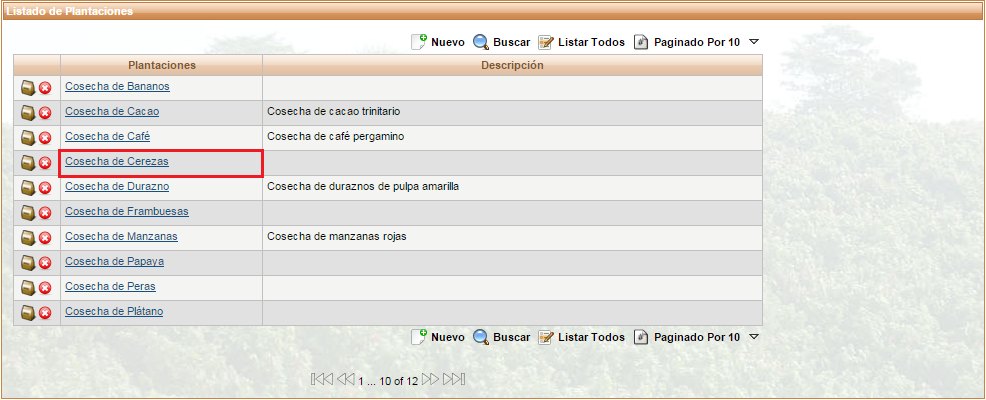 Listado de Plantaciones
Nuevo Buscar Listar Todos Paginado Por 10
Plantaciones Descripción
Cosecha de Bananos
Cosecha de Cacao Cosecha de cacao trinitario
Cosecha de Café Cosecha de café pergamino
Cosecha de Cerezas
Cosecha de Durazno Cosecha de duraznos de pulpa amarilla
Cosecha de Frambuesas
Cosecha de Manzanas Cosecha de manzanas rojas
Cosecha de Papaya
Cosecha de Peras
Cosecha de Plátano
Nuevo Buscar Listar Todos Paginado Por 10
1 ... 10 of 12